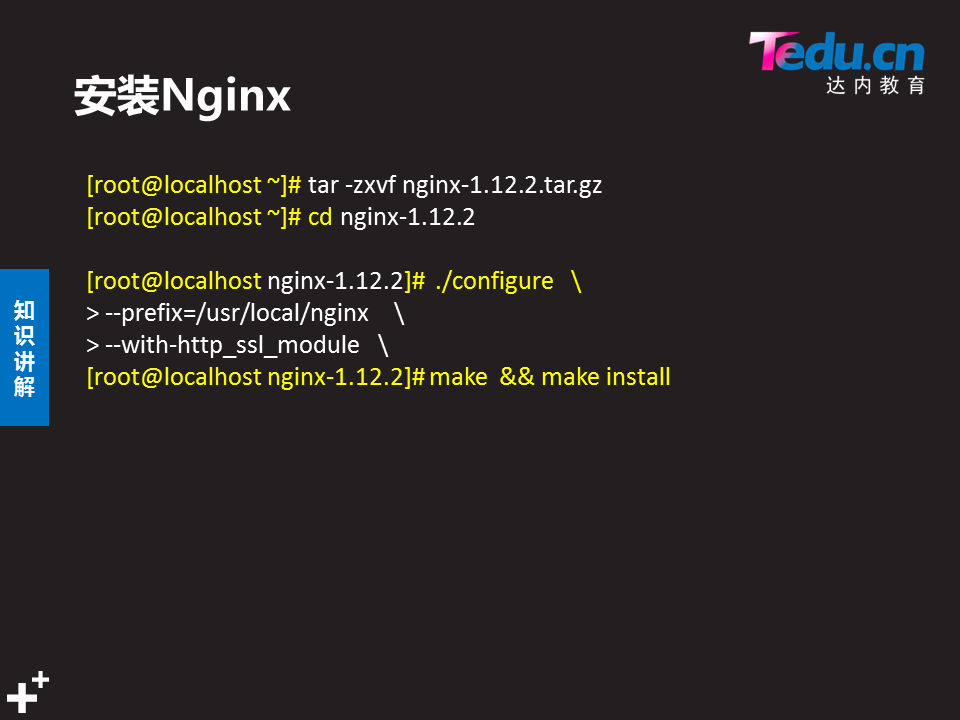 Tedu.cn
达内教育
安装Nginx
[root@localhost ~]# tar -zxvf nginx-1.12.2.tar.gz
[root@localhost ~]# cd nginx-1.12.2
[root@localhost nginx-1.12.2]# ./configure \
> --prefix=/usr/local/nginx \
> --with-http_ssl_module \
[root@localhost nginx-1.12.2]# make && make install
知识讲解